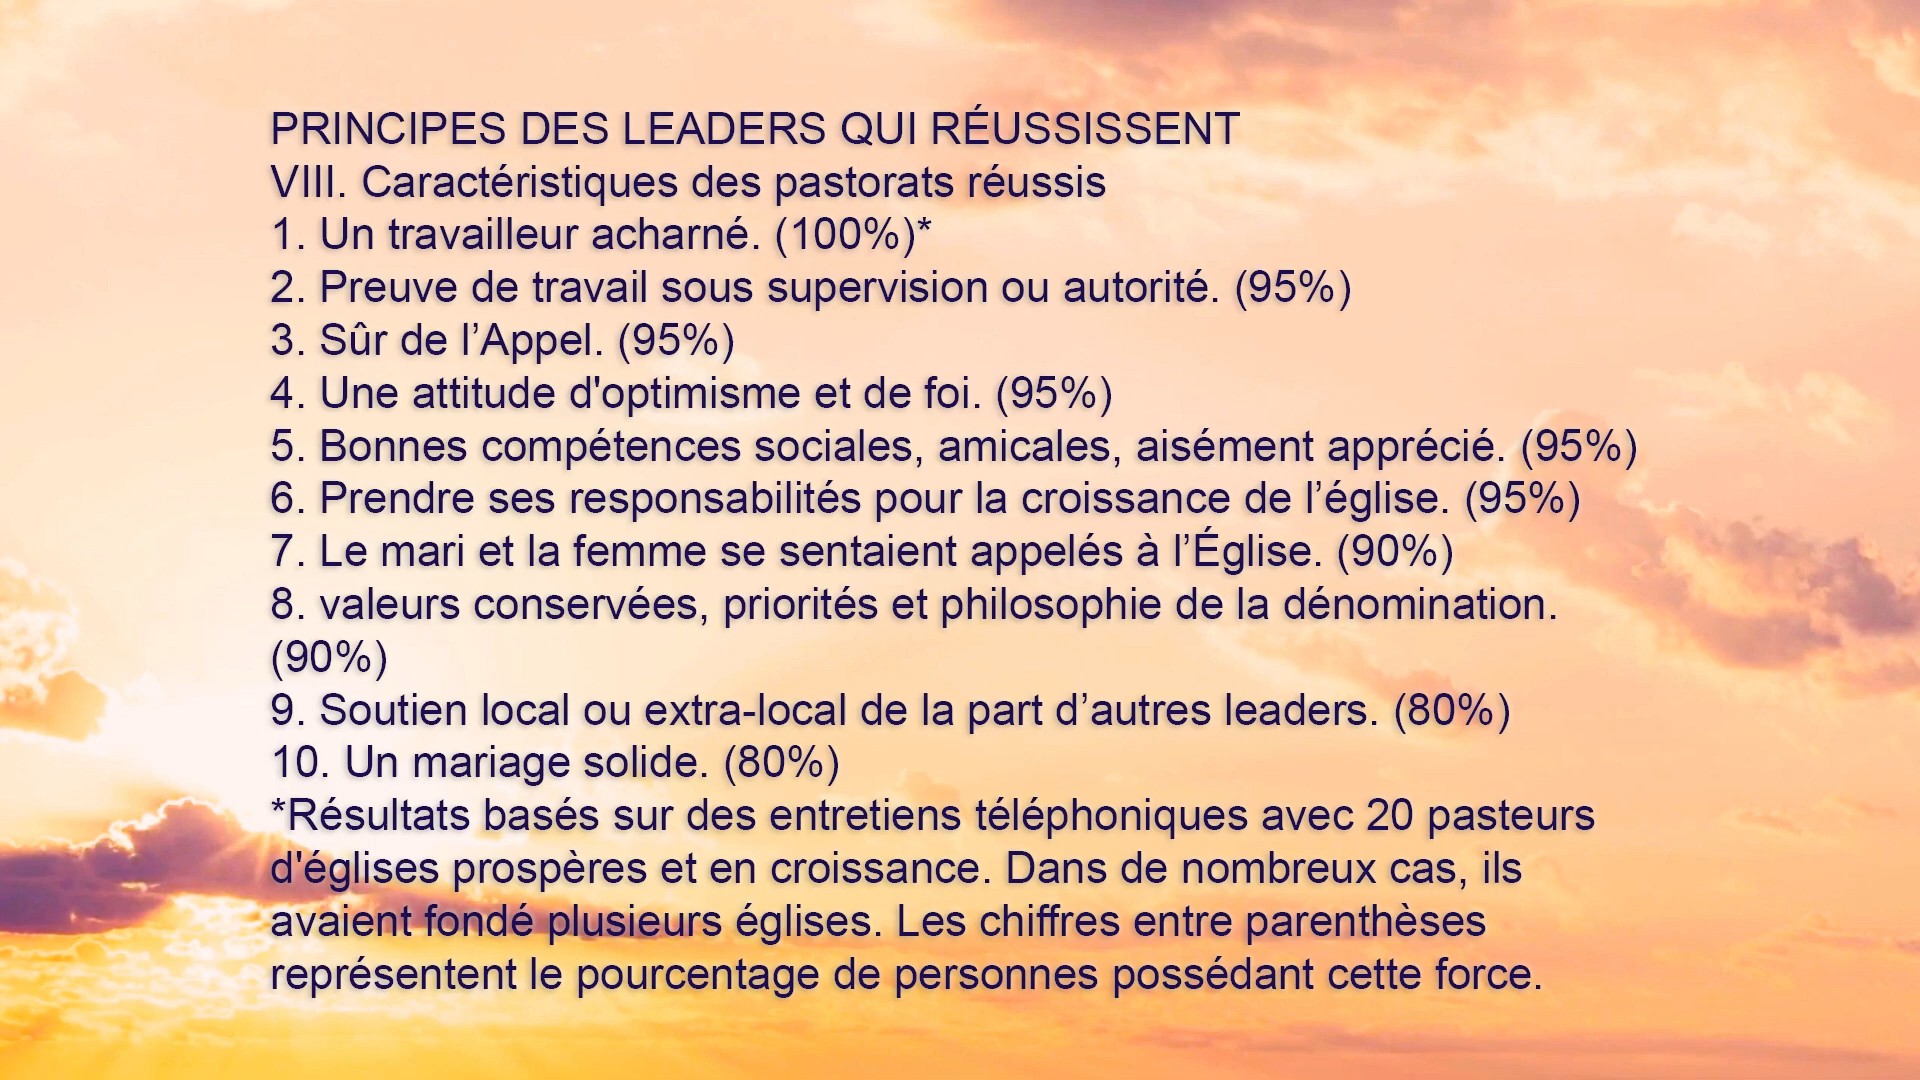 PRINCIPES DES LEADERS QUI RÉUSSISSENT
VIII. Caractéristiques des pastorats réussis
1. Un travailleur acharné. (100%)*
2. Preuve de travail sous supervision ou autorité. (95%)
3. Sûr de l’Appel. (95%)
4. Une attitude d'optimisme et de foi. (95%)
5. Bonnes compétences sociales, amicales, aisément apprécié. (95%)
6. Prendre ses responsabilités pour la croissance de l’église. (95%)
7. Le mari et la femme se sentaient appelés à l’Église. (90%)
8. valeurs conservées, priorités et philosophie de la dénomination.
(90%)
9. Soutien local ou extra-local de la part d’autres leaders. (80%)
10. Un mariage solide. (80%)
*Résultats basés sur des entretiens téléphoniques avec 20 pasteurs
d'églises prospères et en croissance. Dans de nombreux cas, ils
avaient fondé plusieurs églises. Les chiffres entre parenthèses
représentent le pourcentage de personnes possédant cette force.